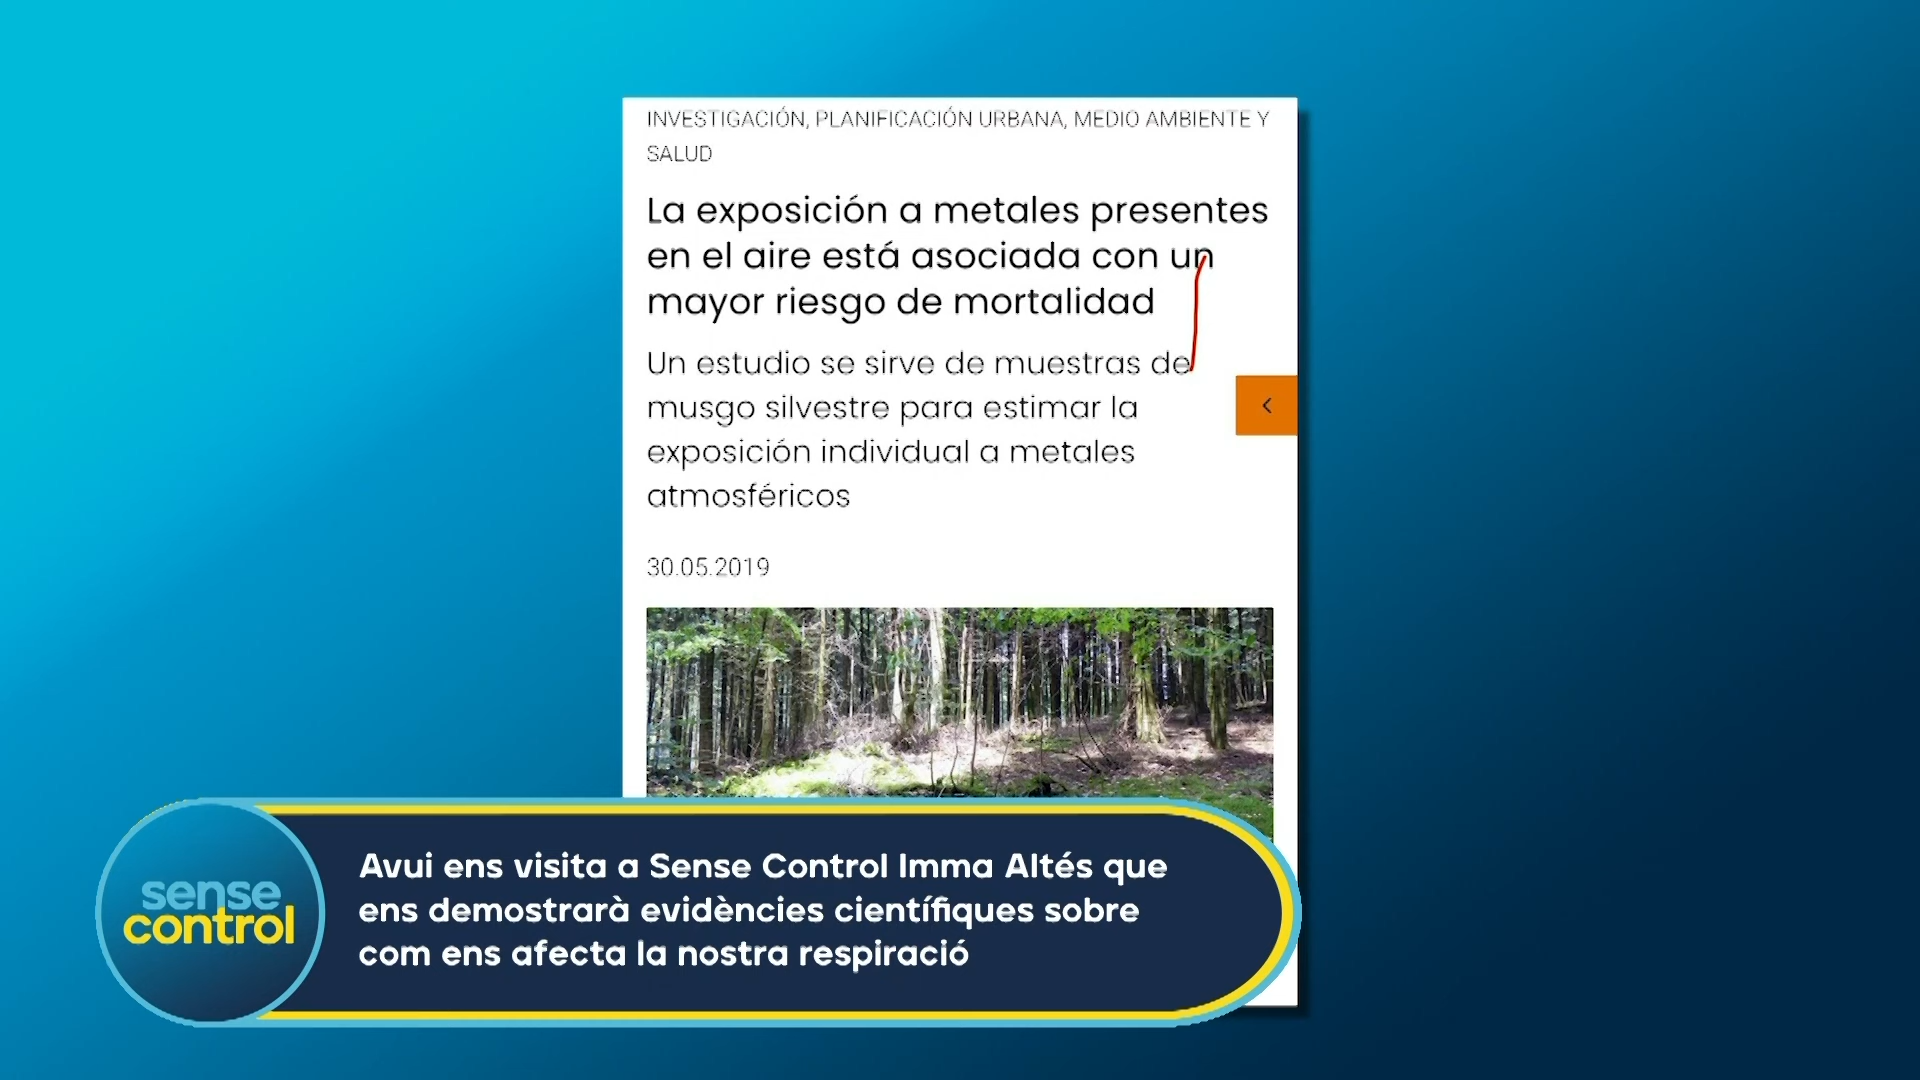 INVESTIGACIÓN, PLANIFICACIÓN URBANA, MEDIO AMBIENTE Y
SALUD
La exposición a metales presentes
en el aire está asociada con un
mayor riesgo de mortalidad
Un estudio se sirve de muestras de
musgo silvestre para estimar la
exposición individual a metales
atmosféricos
30.05.2019
sense
control
Avui ens visita a Sense Control Imma Altés que
ens demostrarà evidències científiques sobre
com ens afecta la nostra respiració